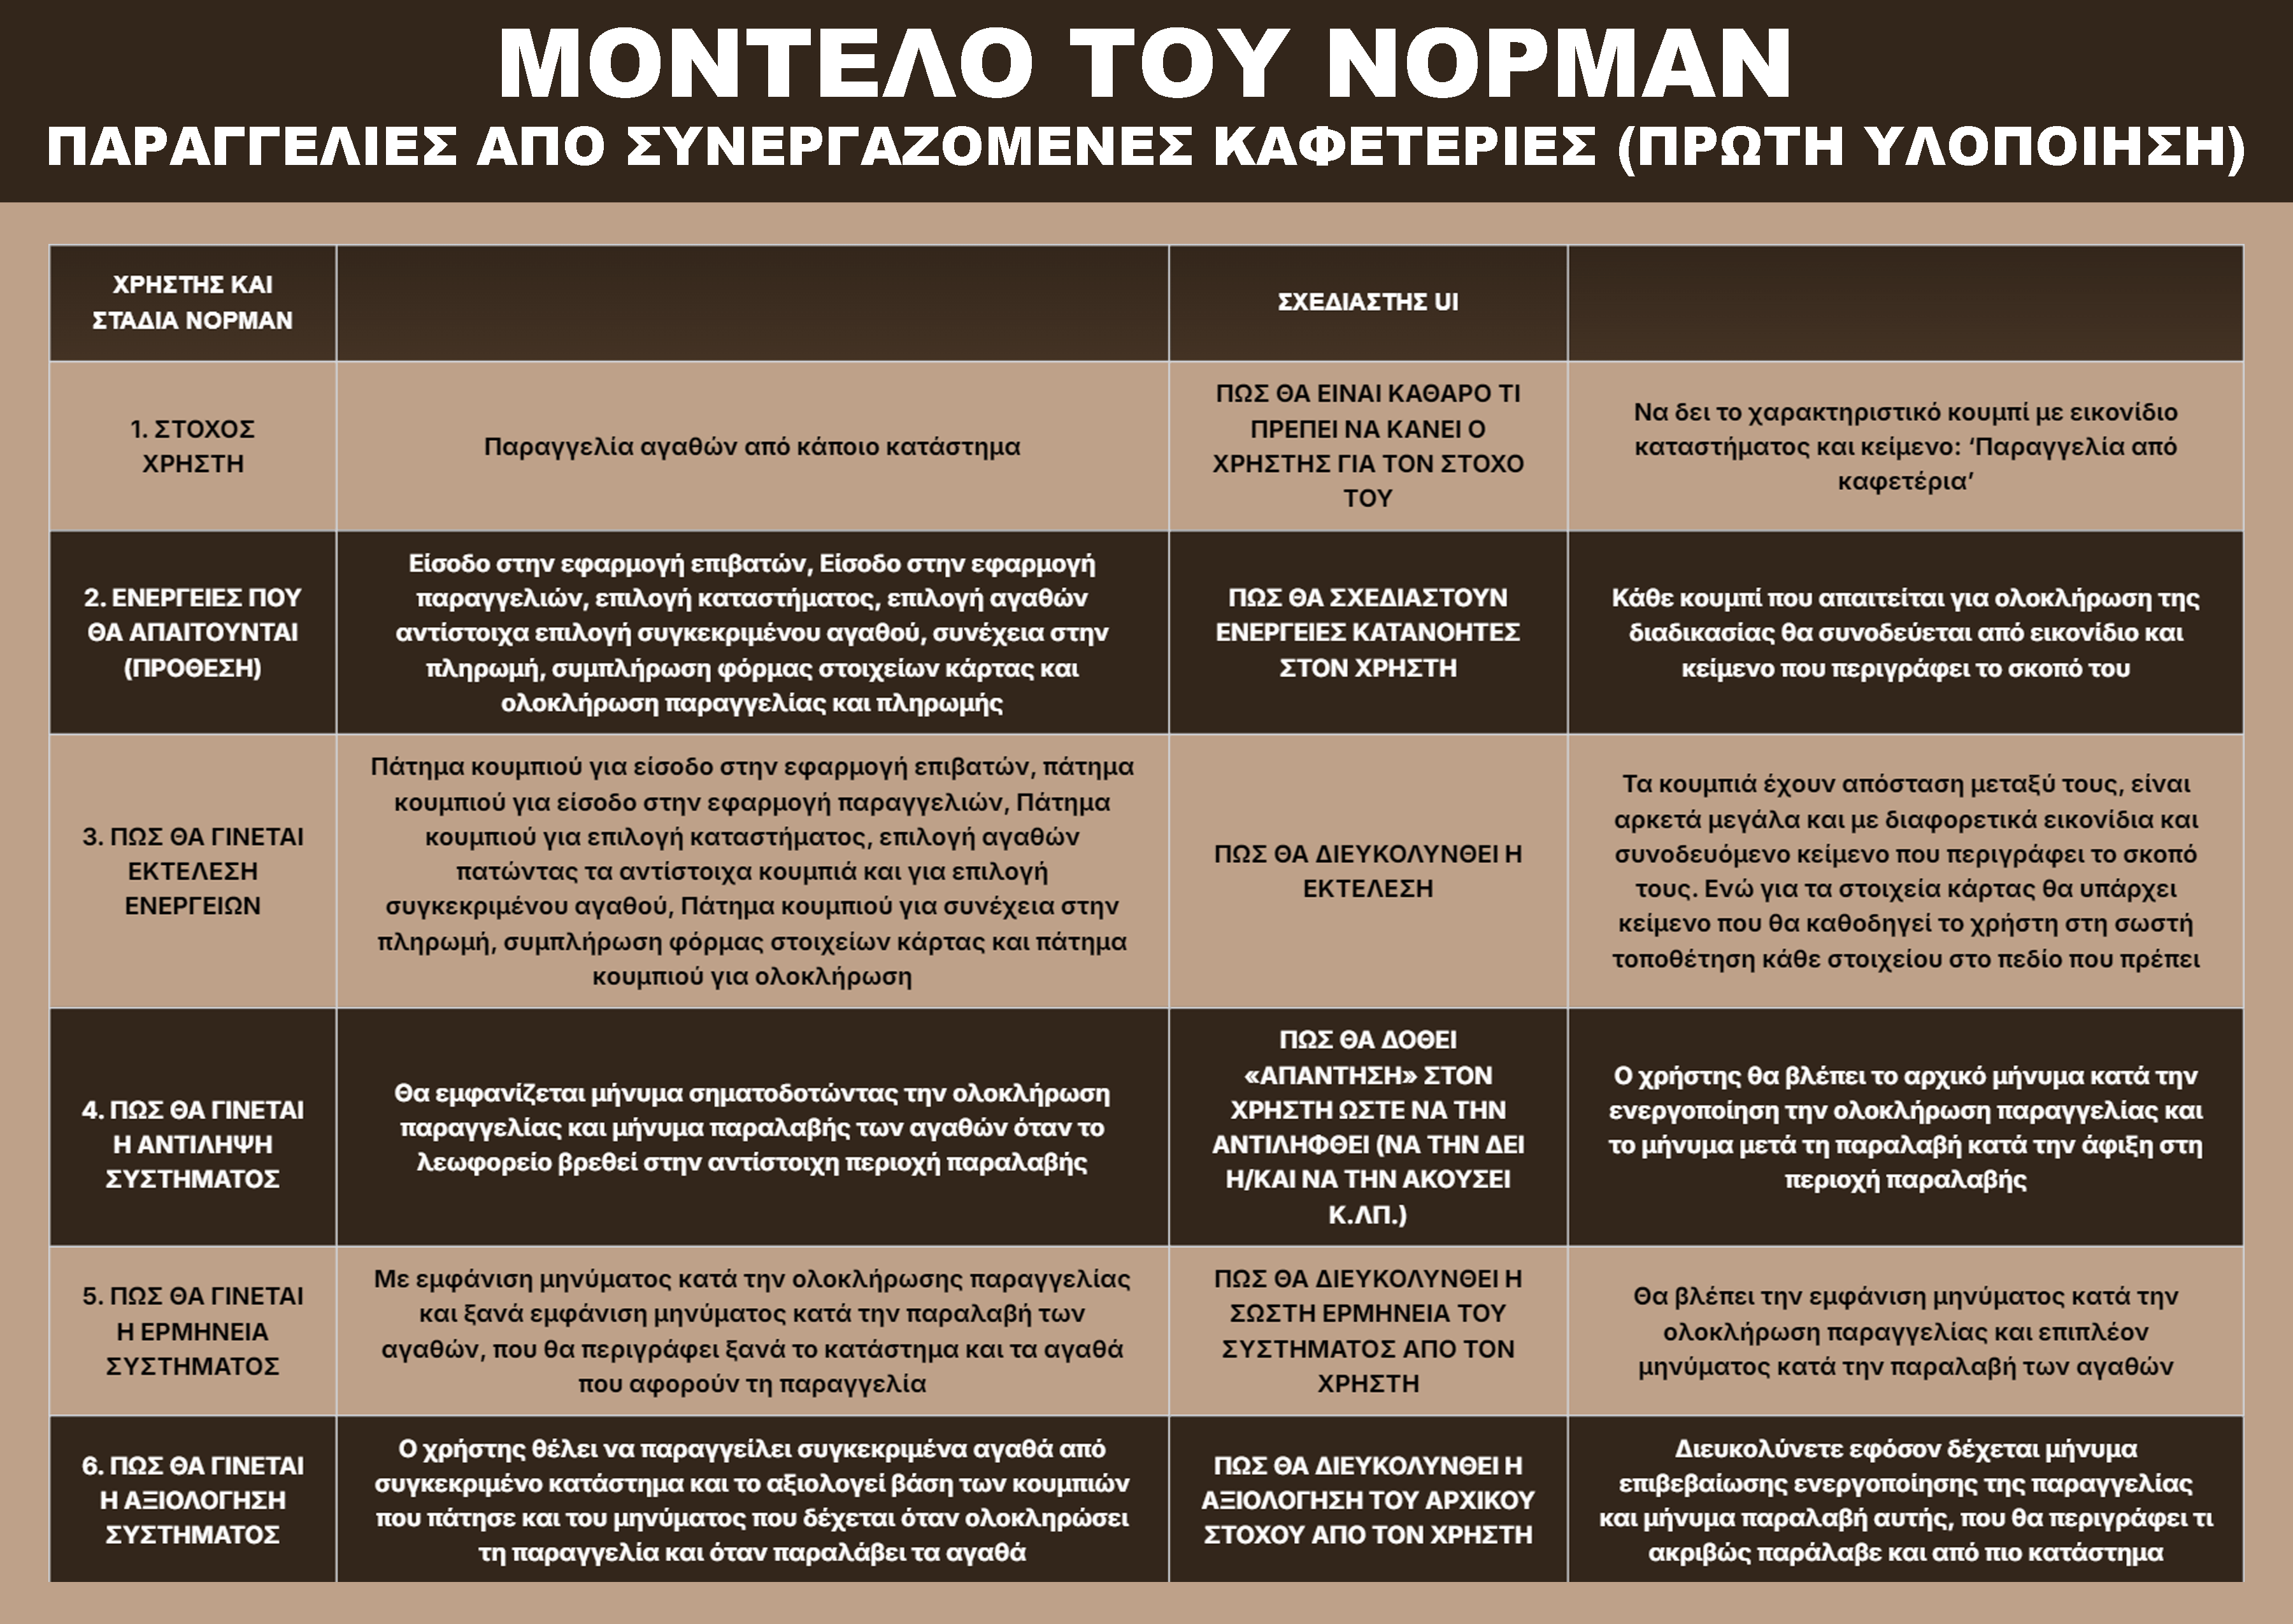 ΜΟΝΤΕΛΟ ΤΟΥ ΝΟΡΜΑΝ
ΠΑΡΑΓΓΕΛΙΕΣ ΑΠΟ ΣΥΝΕΡΓΑΖΟΜΕΝΕΣ ΚΑΦΕΤΕΡΙΕΣ (ΠΡΩΤΗ ΥΛΟΠΟΙΗΣΗ)
ΧΡΗΣΤΗΣ ΚΑΙ
ΣΤΑΔΙΑ ΝΟΡΜΑΝ
ΣΧΕΔΙΑΣΤΗΣ UI
1. ΣΤΟΧΟΣ
ΧΡΗΣΤΗ
Παραγγελία αγαθών από κάποιο κατάστημα
ΠΩΣ ΘΑ ΕΙΝΑΙ ΚΑΘΑΡΟ ΤΙ
ΠΡΕΠΕΙ ΝΑ ΚΑΝΕΙ Ο
ΧΡΗΣΤΗΣ ΓΙΑ ΤΟΝ ΣΤΟΧΟ
ΤΟΥ
Να δει το χαρακτηριστικό κουμπί με εικονίδιο
καταστήματος και κείμενο: ‘Παραγγελία από
καφετέρια’
2. ΕΝΕΡΓΕΙΕΣ ΠΟΥ
ΘΑ ΑΠΑΙΤΟΥΝΤΑΙ
(ΠΡΟΘΕΣΗ)
Είσοδο στην εφαρμογή επιβατών, Είσοδο στην εφαρμογή
παραγγελιών, επιλογή καταστήματος, επιλογή αγαθών
αντίστοιχα επιλογή συγκεκριμένου αγαθού, συνέχεια στην
πληρωμή, συμπλήρωση φόρμας στοιχείων κάρτας και
ολοκλήρωση παραγγελίας και πληρωμής
ΠΩΣ ΘΑ ΣΧΕΔΙΑΣΤΟΥΝ
ΕΝΕΡΓΕΙΕΣ ΚΑΤΑΝΟΗΤΕΣ
ΣΤΟΝ ΧΡΗΣΤΗ
Κάθε κουμπί που απαιτείται για ολοκλήρωση της
διαδικασίας θα συνοδεύεται από εικονίδιο και
κείμενο που περιγράφει το σκοπό του
3. ΠΩΣ ΘΑ ΓΙΝΕΤΑΙ
ΕΚΤΕΛΕΣΗ
ΕΝΕΡΓΕΙΩΝ
Πάτημα κουμπιού για είσοδο στην εφαρμογή επιβατών, πάτημα
κουμπιού για είσοδο στην εφαρμογή παραγγελιών, Πάτημα
κουμπιού για επιλογή καταστήματος, επιλογή αγαθών
πατώντας τα αντίστοιχα κουμπιά και για επιλογή
συγκεκριμένου αγαθού, Πάτημα κουμπιού για συνέχεια στην
πληρωμή, συμπλήρωση φόρμας στοιχείων κάρτας και πάτημα
κουμπιού για ολοκλήρωση
ΠΩΣ ΘΑ ΔΙΕΥΚΟΛΥΝΘΕΙ Η
ΕΚΤΕΛΕΣΗ
Τα κουμπιά έχουν απόσταση μεταξύ τους, είναι
αρκετά μεγάλα και με διαφορετικά εικονίδια και
συνοδευόμενο κείμενο που περιγράφει το σκοπό
τους. Ενώ για τα στοιχεία κάρτας θα υπάρχει
κείμενο που θα καθοδηγεί το χρήστη στη σωστή
τοποθέτηση κάθε στοιχείου στο πεδίο που πρέπει
4. ΠΩΣ ΘΑ ΓΙΝΕΤΑΙ
Η ΑΝΤΙΛΗΨΗ
ΣΥΣΤΗΜΑΤΟΣ
Θα εμφανίζεται μήνυμα σηματοδοτώντας την ολοκλήρωση
παραγγελίας και μήνυμα παραλαβής των αγαθών όταν το
λεωφορείο βρεθεί στην αντίστοιχη περιοχή παραλαβής
ΠΩΣ ΘΑ ΔΟΘΕΙ
«ΑΠΑΝΤΗΣΗ» ΣΤΟΝ
ΧΡΗΣΤΗ ΩΣΤΕ ΝΑ ΤΗΝ
ΑΝΤΙΛΗΦΘΕΙ (ΝΑ ΤΗΝ ΔΕΙ
Η/ΚΑΙ ΝΑ ΤΗΝ ΑΚΟΥΣΕΙ
Κ.ΛΠ.)
Ο χρήστης θα βλέπει το αρχικό μήνυμα κατά την
ενεργοποίηση την ολοκλήρωση παραγγελίας και
το μήνυμα μετά τη παραλαβή κατά την άφιξη στη
περιοχή παραλαβής
5. ΠΩΣ ΘΑ ΓΙΝΕΤΑΙ
Η ΕΡΜΗΝΕΙΑ
ΣΥΣΤΗΜΑΤΟΣ
Με εμφάνιση μηνύματος κατά την ολοκλήρωσης παραγγελίας
και ξανά εμφάνιση μηνύματος κατά την παραλαβή των
αγαθών, που θα περιγράφει ξανά το κατάστημα και τα αγαθά
που αφορούν τη παραγγελία
ΠΩΣ ΘΑ ΔΙΕΥΚΟΛΥΝΘΕΙ Η
ΣΩΣΤΗ ΕΡΜΗΝΕΙΑ ΤΟΥ
ΣΥΣΤΗΜΑΤΟΣ ΑΠΟ ΤΟΝ
ΧΡΗΣΤΗ
Θα βλέπει την εμφάνιση μηνύματος κατά την
ολοκλήρωση παραγγελίας και επιπλέον
μηνύματος κατά την παραλαβή των αγαθών
6. ΠΩΣ ΘΑ ΓΙΝΕΤΑΙ
Η ΑΞΙΟΛΟΓΗΣΗ
ΣΥΣΤΗΜΑΤΟΣ
Ο χρήστης θέλει να παραγγείλει συγκεκριμένα αγαθά από
συγκεκριμένο κατάστημα και το αξιολογεί βάση των κουμπιών
που πάτησε και του μηνύματος που δέχεται όταν ολοκληρώσει
τη παραγγελία και όταν παραλάβει τα αγαθά
ΠΩΣ ΘΑ ΔΙΕΥΚΟΛΥΝΘΕΙ Η
ΑΞΙΟΛΟΓΗΣΗ ΤΟΥ ΑΡΧΙΚΟΥ
ΣΤΟΧΟΥ ΑΠΟ ΤΟΝ ΧΡΗΣΤΗ
Διευκολύνετε εφόσον δέχεται μήνυμα
επιβεβαίωσης ενεργοποίησης της παραγγελίας
και μήνυμα παραλαβή αυτής, που θα περιγράφει τι
ακριβώς παράλαβε και από πιο κατάστημα